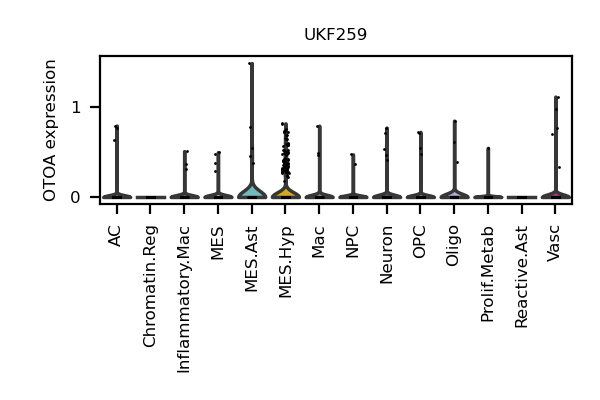 UKF259
OTOA expression
1
0
AC
Chromatin.Reg
Inflammatory.Mac
MES
MES.Ast
MES.Hyp
Mac
NPC
Neuron
OPC
Oligo
Prolif.Metab
Reactive.Ast
Vasc